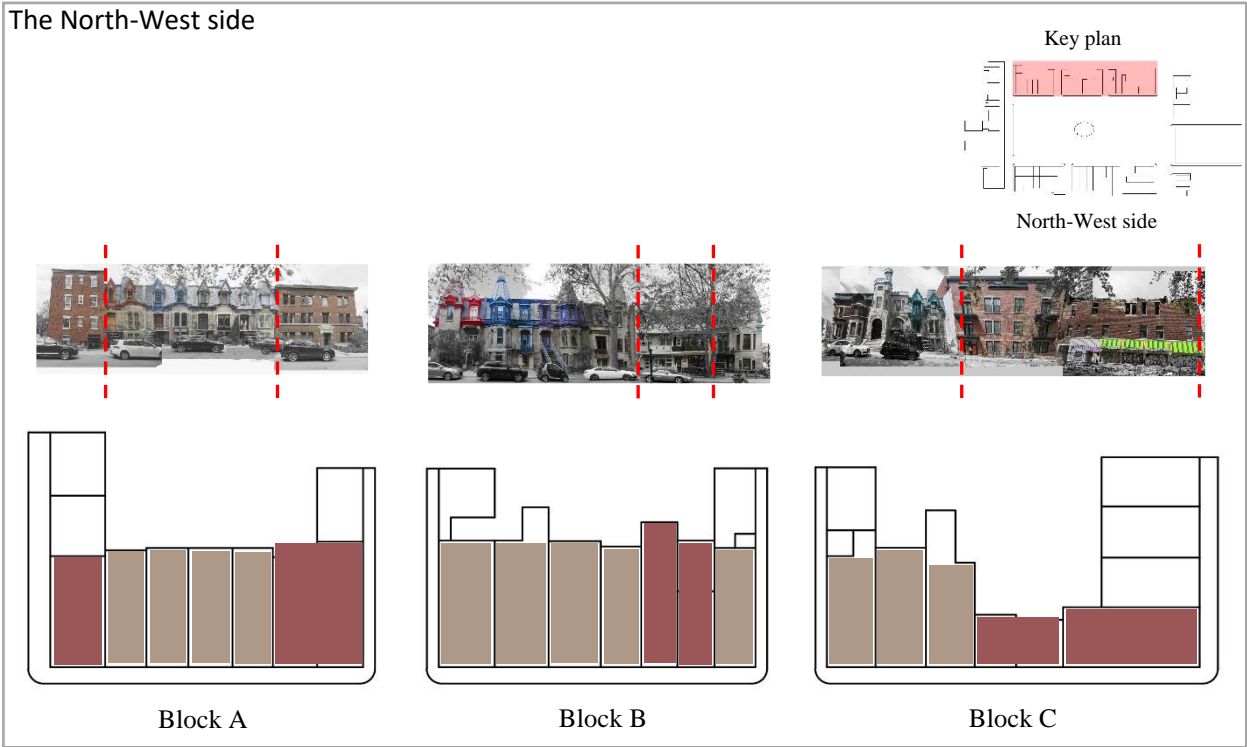 The North-West side
Key plan
North-West side
Block A
Block B
Block C